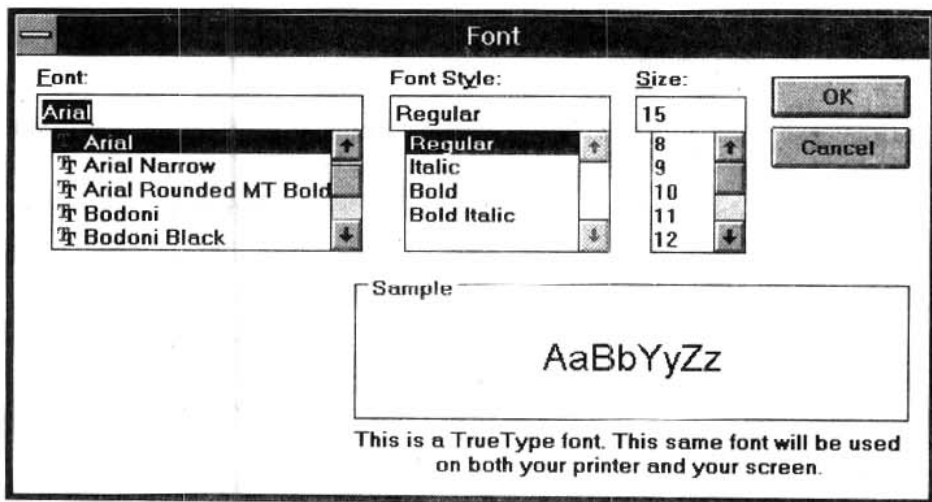 Font
Font:
Arial
Arial
Arial Narrow
Arial Rounded MT Bold
Bodoni
Bodoni Black
Font Style:
Regular
Regular
Italic
Bold
Bold Italic
Size:
15
8
9
10
11
12
OK
Cancel
Sample
AaBbYyZz
This is a TrueType font. This same font will be used
on both your printer and your screen.